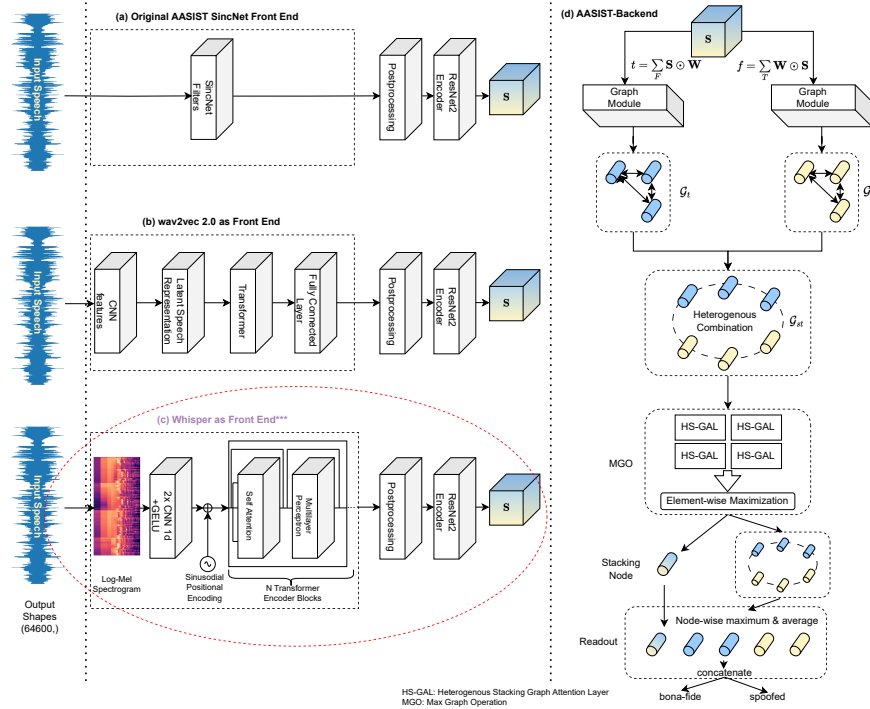 (a) Original AASIST SincNet Front End
Input Speech
SincNet
Filters
Postprocessing
ResNet2
Encoder
S
(b) wav2vec 2.0 as Front End
Input Speech
CNN
features
Latent Speech
Representation
Transformer
Fully Connected
Layer
Postprocessing
ResNet2
Encoder
S
(c) Whisper as Front End***
Input Speech
2x CNN 1d
+GELU
Self Attention
Multilayer
Perceptron
Postprocessing
ResNet2
Encoder
S
Log-Mel
Spectrogram
Sinusodial
Positional
Encoding
N Transformer
Encoder Blocks
Output
Shapes
(64600,)
(d) AASIST-Backend
S
t = ∑_F S ⊙ W
f = ∑_T W ⊙ S
Graph
Module
Graph
Module
𝒢t
𝒢
Heterogenous
Combination
𝒢st
MGO
HS-GAL
HS-GAL
HS-GAL
HS-GAL
Element-wise Maximization
Stacking
Node
Readout
Node-wise maximum & average
concatenate
bona-fide
spoofed
HS-GAL: Heterogenous Stacking Graph Attention Layer
MGO: Max Graph Operation